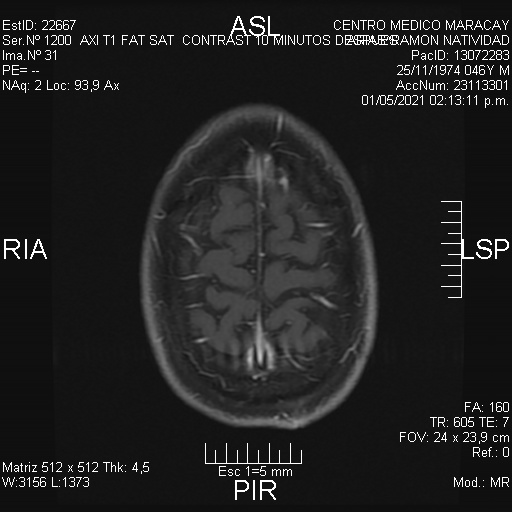 EstID: 22667
ASL
CENTRO MEDICO MARACAY
Ser.Nº 1200 AXI T1 FAT SAT CONTRAST 10 MINUTOS DESPUES
RAMON NATIVIDAD
Ima.Nº 31
PacID: 13072283
PE= --
25/11/1974 046Y M
NAq: 2 Loc: 93,9 Ax
AccNum: 23113301
01/05/2021 02:13:11 p.m.
RIA
LSP
FA: 160
TR: 605 TE: 7
FOV: 24 x 23,9 cm
Ref.: 0
Matriz 512 x 512 Thk: 4,5
W:3156 L:1373
Esc 1=5 mm
PIR
Mod.: MR